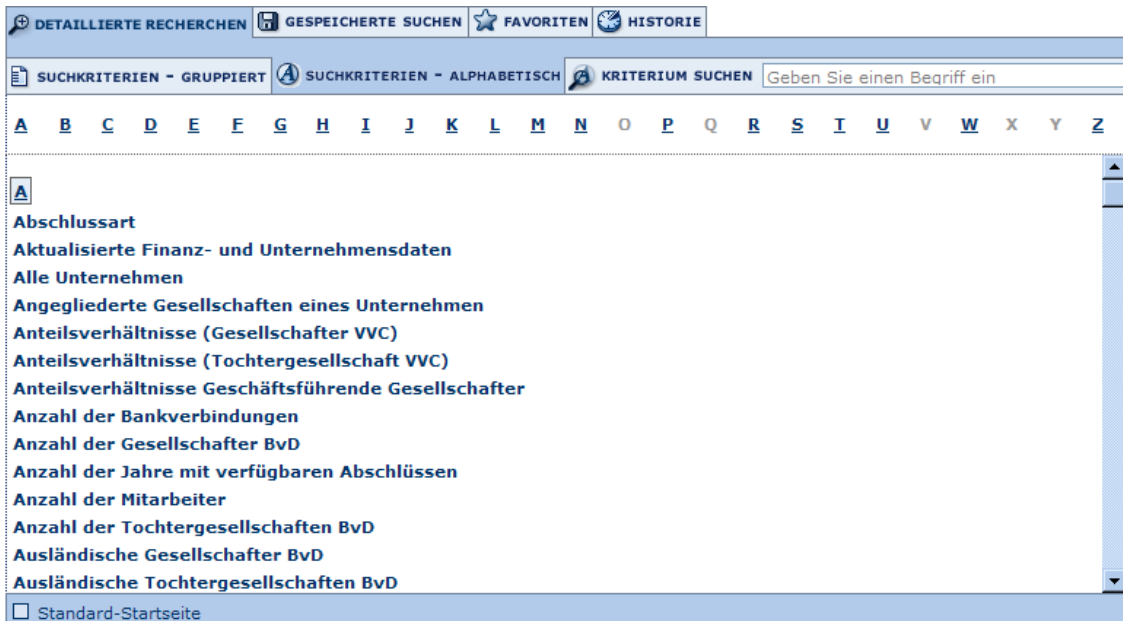 DETAILLIERTE RECHERCHEN GESPEICHERTE SUCHEN FAVORITEN HISTORIE
SUCHKRITERIEN - GRUPPIERT SUCHKRITERIEN - ALPHABETISCH KRITERIUM SUCHEN Geben Sie einen Begriff ein
A B C D E F G H I J K L M N O P Q R S T U V W X Y Z
A
Abschlussart
Aktualisierte Finanz- und Unternehmensdaten
Alle Unternehmen
Angegliederte Gesellschaften eines Unternehmen
Anteilsverhältnisse (Gesellschafter VVC)
Anteilsverhältnisse (Tochtergesellschaft VVC)
Anteilsverhältnisse Geschäftsführende Gesellschafter
Anzahl der Bankverbindungen
Anzahl der Gesellschafter BvD
Anzahl der Jahre mit verfügbaren Abschlüssen
Anzahl der Mitarbeiter
Anzahl der Tochtergesellschaften BvD
Ausländische Gesellschafter BvD
Ausländische Tochtergesellschaften BvD
Standard-Startseite